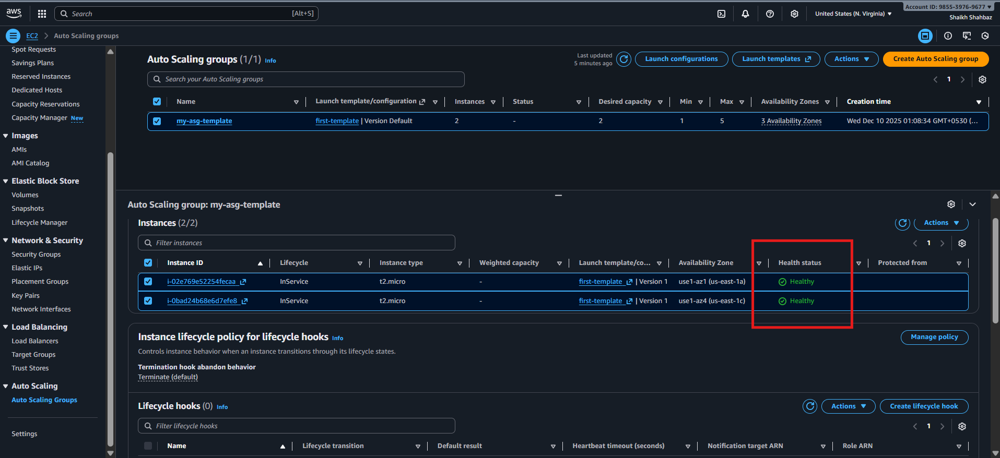 aws
Search
[Alt+S]
United States (N. Virginia)
Account ID: 9855-3976-9677
Shaikh Shahbaz
EC2
Auto Scaling groups
Spot Requests
Savings Plans
Reserved Instances
Dedicated Hosts
Capacity Reservations
Capacity Manager New
Images
AMIs
AMI Catalog
Elastic Block Store
Volumes
Snapshots
Lifecycle Manager
Network & Security
Security Groups
Elastic IPs
Placement Groups
Key Pairs
Network Interfaces
Load Balancing
Load Balancers
Target Groups
Trust Stores
Auto Scaling
Auto Scaling Groups
Settings
Auto Scaling groups (1/1) Info
Last updated
5 minutes ago
Launch configurations
Launch templates
Actions
Create Auto Scaling group
Search your Auto Scaling groups
1
Name Launch template/configuration Instances Status Desired capacity Min Max Availability Zones Creation time
my-asg-template first-template | Version Default 2 - 2 1 5 3 Availability Zones Wed Dec 10 2025 01:08:34 GMT+0530 (...
Auto Scaling group: my-asg-template
Instances (2/2)
Actions
Filter instances
1
Instance ID Lifecycle Instance type Weighted capacity Launch template/co... Availability Zone Health status Protected from
i-02e769e52254fecaa InService t2.micro - first-template | Version 1 use1-az1 (us-east-1a) Healthy
i-0bad24b68e6d7efe8 InService t2.micro - first-template | Version 1 use1-az4 (us-east-1c) Healthy
Instance lifecycle policy for lifecycle hooks Info
Manage policy
Controls instance behavior when an instance transitions through its lifecycle states.
Termination hook abandon behavior
Terminate (default)
Lifecycle hooks (0) Info
Actions
Create lifecycle hook
Filter lifecycle hooks
1
Name Lifecycle transition Default result Heartbeat timeout (seconds) Notification target ARN Role ARN